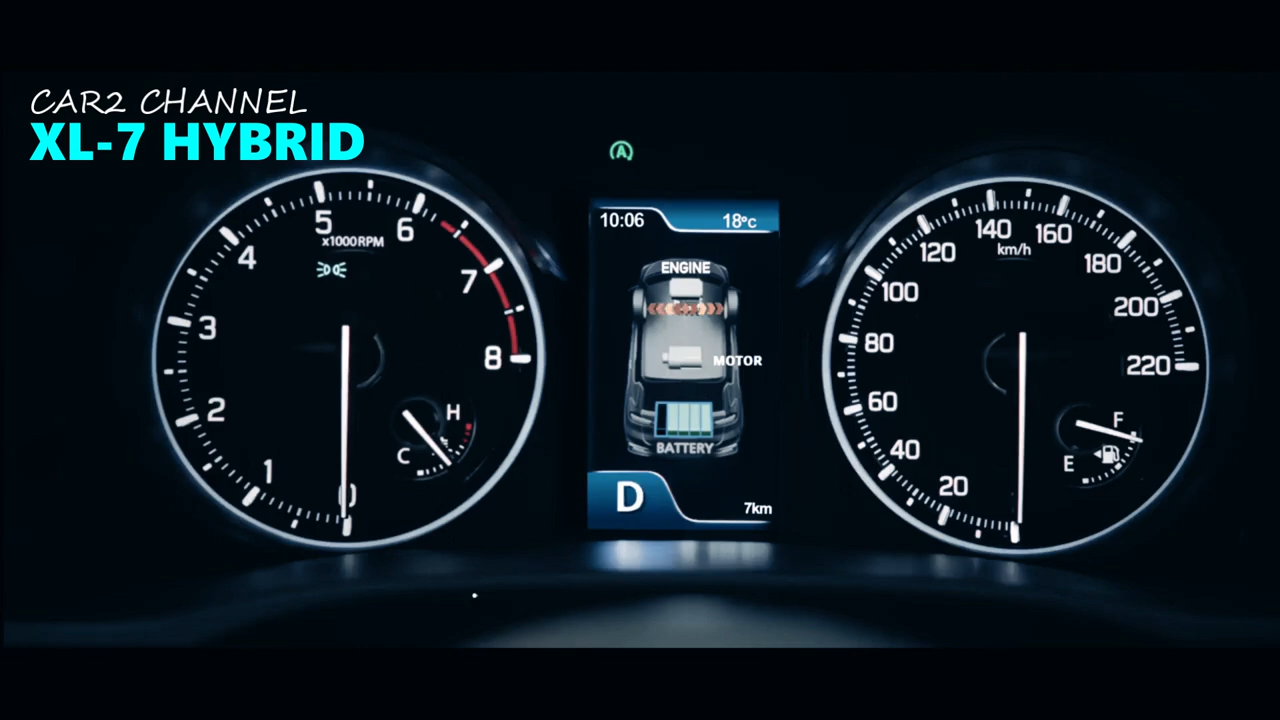 CAR2 CHANNEL
XL-7 HYBRID
A
10:06 18°C
ENGINE
MOTOR
BATTERY
D
7km
0
1
2
3
4
5
6
7
8
x1000RPM
H
C
20
40
60
80
100
120
140
160
180
200
220
km/h
F
E